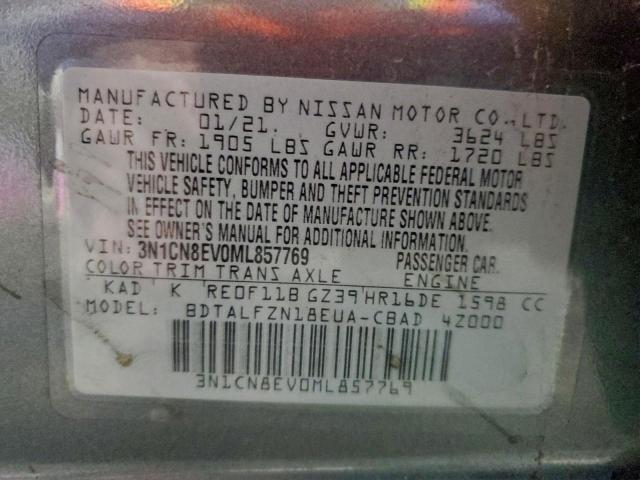 MANUFACTURED BY NISSAN MOTOR CO.,LTD.
DATE: 01/21. GVWR: 3624 LBS
GAWR FR: 1905 LBS GAWR RR: 1720 LBS
THIS VEHICLE CONFORMS TO ALL APPLICABLE FEDERAL MOTOR
VEHICLE SAFETY, BUMPER AND THEFT PREVENTION STANDARDS
IN EFFECT ON THE DATE OF MANUFACTURE SHOWN ABOVE.
SEE OWNER'S MANUAL FOR ADDITIONAL INFORMATION.
VIN: 3N1CN8EV0ML857769 PASSENGER CAR.
COLOR TRIM TRANS AXLE ENGINE
KAD K RE0F11B GZ39 HR16DE 1598 CC
MODEL: BDTALFZN18EUA-CBAD 4Z000
3N1CN8EV0ML857769